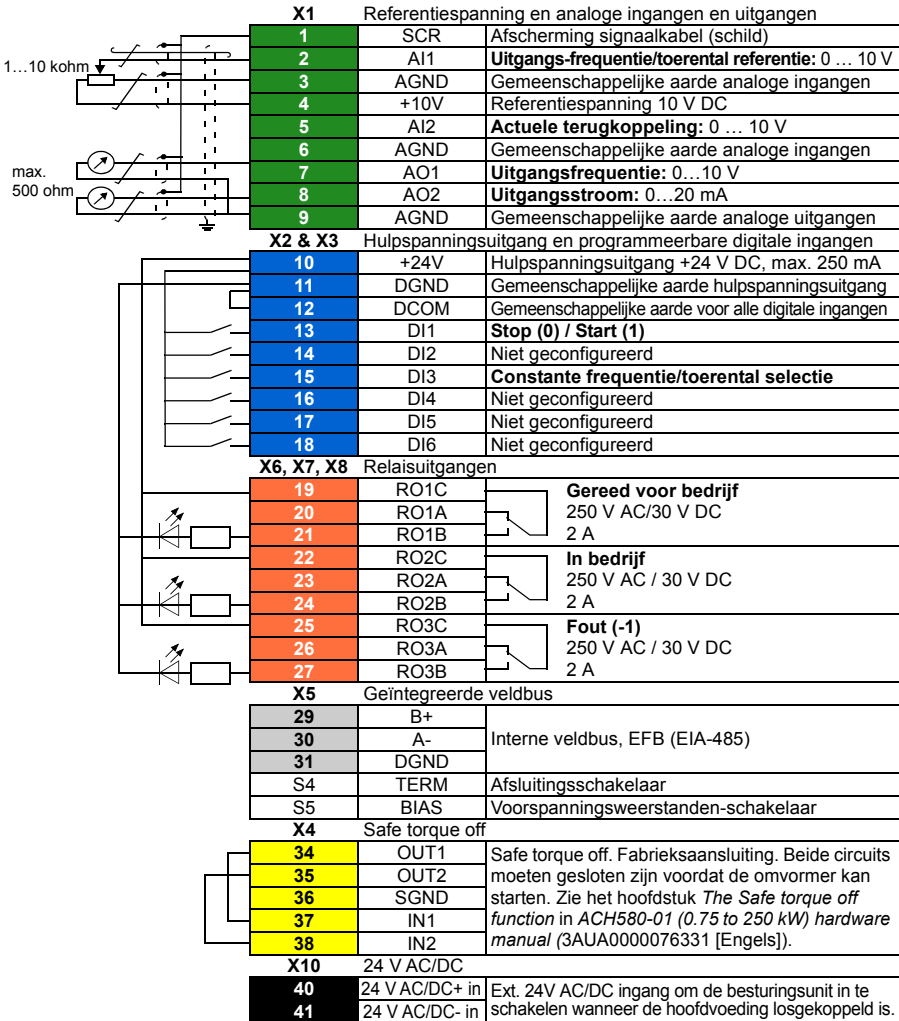 X1 Referentiespanning en analoge ingangen en uitgangen
1 SCR Afscherming signaalkabel (schild)
2 AI1 Uitgangs-frequentie/toerental referentie: 0 … 10 V
1…10 kohm
3 AGND Gemeenschappelijke aarde analoge ingangen
4 +10V Referentiespanning 10 V DC
5 AI2 Actuele terugkoppeling: 0 … 10 V
6 AGND Gemeenschappelijke aarde analoge ingangen
7 AO1 Uitgangsfrequentie: 0…10 V
max.
500 ohm
8 AO2 Uitgangsstroom: 0…20 mA
9 AGND Gemeenschappelijke aarde analoge uitgangen
X2 & X3 Hulpspanningsuitgang en programmeerbare digitale ingangen
10 +24V Hulpspanningsuitgang +24 V DC, max. 250 mA
11 DGND Gemeenschappelijke aarde hulpspanningsuitgang
12 DCOM Gemeenschappelijke aarde voor alle digitale ingangen
13 DI1 Stop (0) / Start (1)
14 DI2 Niet geconfigureerd
15 DI3 Constante frequentie/toerental selectie
16 DI4 Niet geconfigureerd
17 DI5 Niet geconfigureerd
18 DI6 Niet geconfigureerd
X6, X7, X8 Relaisuitgangen
19 RO1C Gereed voor bedrijf
20 RO1A 250 V AC/30 V DC
21 RO1B 2 A
22 RO2C In bedrijf
23 RO2A 250 V AC / 30 V DC
24 RO2B 2 A
25 RO3C Fout (-1)
26 RO3A 250 V AC / 30 V DC
27 RO3B 2 A
X5 Geïntegreerde veldbus
29 B+
30 A- Interne veldbus, EFB (EIA-485)
31 DGND
S4 TERM Afsluitingsschakelaar
S5 BIAS Voorspanningsweerstanden-schakelaar
X4 Safe torque off
34 OUT1 Safe torque off. Fabrieksaansluiting. Beide circuits
35 OUT2 moeten gesloten zijn voordat de omvormer kan
36 SGND starten. Zie het hoofdstuk The Safe torque off
37 IN1 function in ACH580-01 (0.75 to 250 kW) hardware
38 IN2 manual (3AUA0000076331 [Engels]).
X10 24 V AC/DC
40 24 V AC/DC+ in Ext. 24V AC/DC ingang om de besturingsunit in te
41 24 V AC/DC- in schakelen wanneer de hoofdvoeding losgekoppeld is.